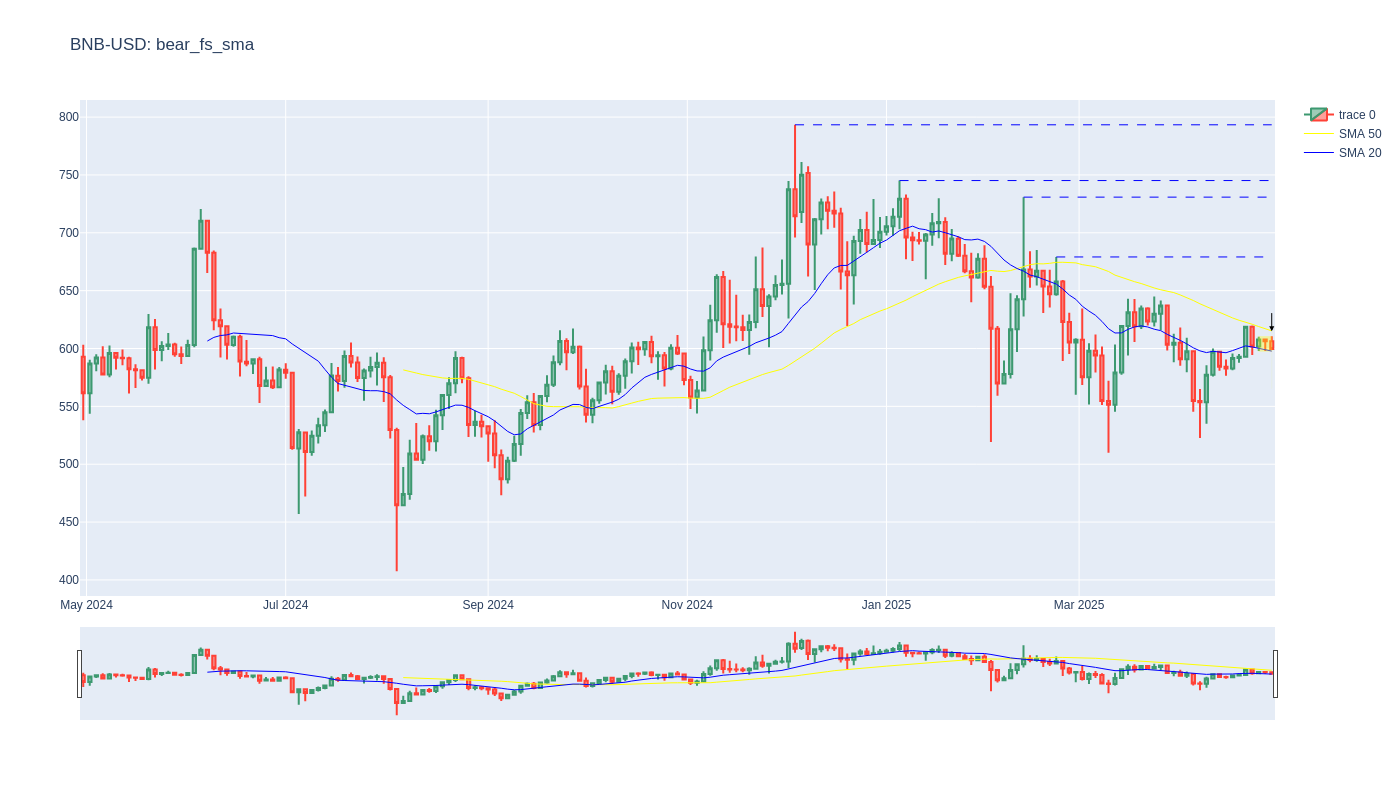 BNB-USD: bear_fs_sma
800
750
700
650
600
550
500
450
400
May 2024
Jul 2024
Sep 2024
Nov 2024
Jan 2025
Mar 2025
trace 0
SMA 50
SMA 20